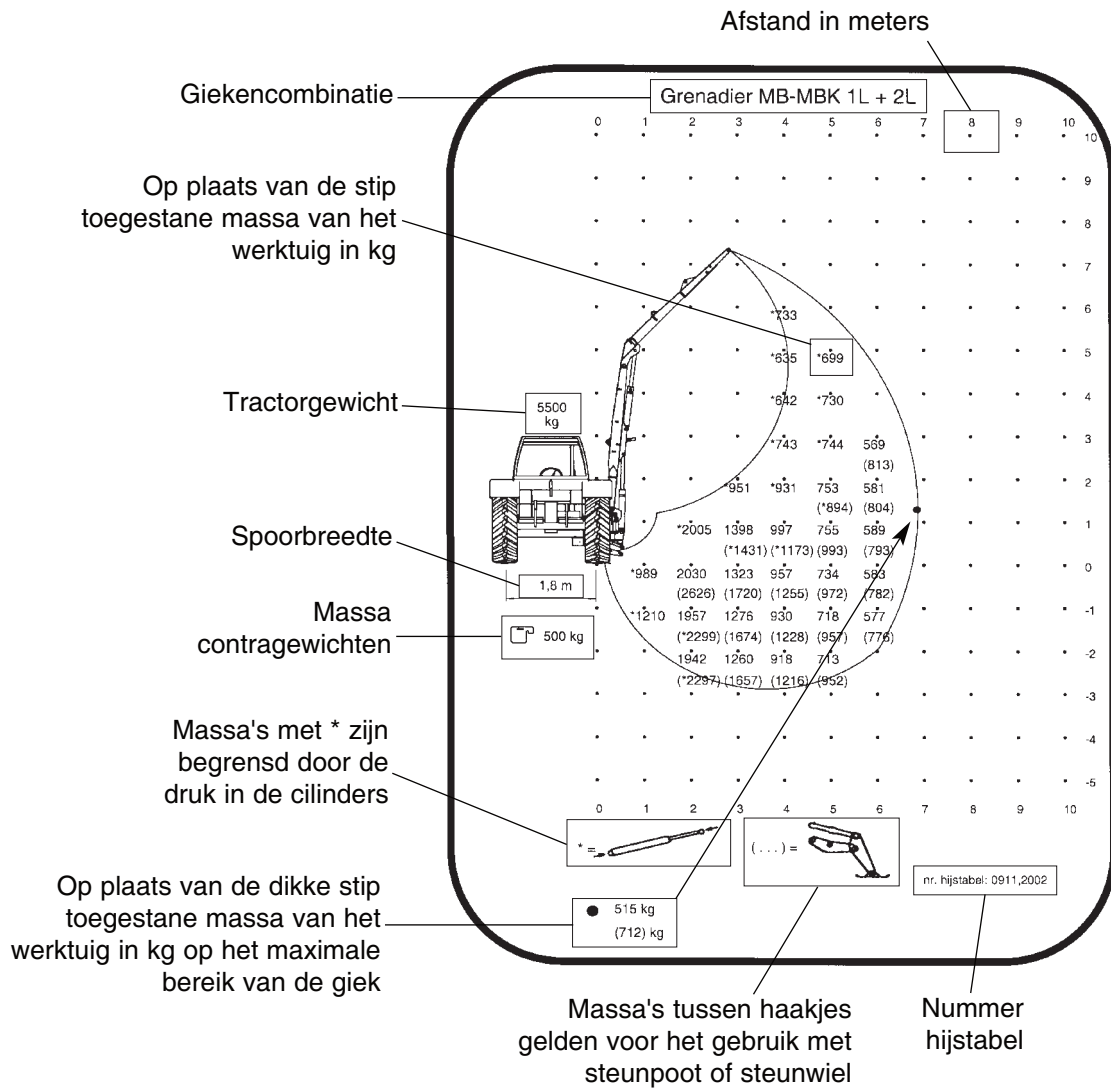 Afstand in meters
Giekencombinatie
Grenadier MB-MBK 1L + 2L
0 1 2 3 4 5 6 7 8 9 10
10
9
Op plaats van de stip
toegestane massa van het
werktuig in kg
8
7
6
*733
5
*635 *699
Tractorgewicht
5500
kg
4
*642 *730
3
*743 *744 569
(813)
2
*951 *931 753 581
(*894) (804)
Spoorbreedte
1
*2005 1398 997 755 589
(*1431) (*1173) (993) (793)
0
*989 2030 1323 957 734 583
(2626) (1720) (1255) (972) (782)
1,8 m
Massa
contragewichten
500 kg
-1
*1210 1957 1276 930 718 577
(*2299) (1674) (1228) (957) (776)
-2
1942 1260 918 713
(*2297) (1657) (1216) (952)
-3
-4
-5
Massa's met * zijn
begrensd door de
druk in de cilinders
0 1 2 3 4 5 6 7 8 9 10
* =
( . . . ) =
nr. hijstabel: 0911,2002
Op plaats van de dikke stip
toegestane massa van het
werktuig in kg op het maximale
bereik van de giek
515 kg
(712) kg
Massa's tussen haakjes
gelden voor het gebruik met
steunpoot of steunwiel
Nummer
hijstabel